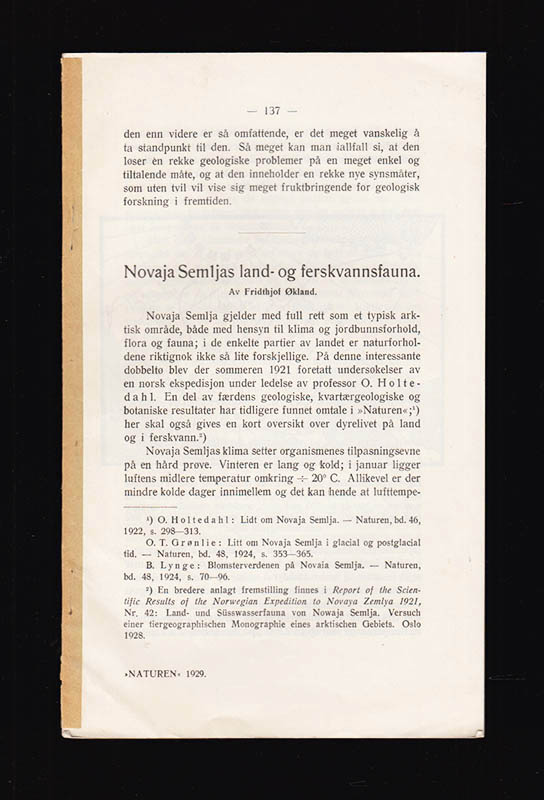 — 137 —
den enn videre er så omfattende, er det meget vanskelig å
ta standpunkt til den. Så meget kan man iallfall si, at den
løser en rekke geologiske problemer på en meget enkel og
tiltalende måte, og at den inneholder en rekke nye synsmåter,
som uten tvil vil vise sig meget fruktbringende for geologisk
forskning i fremtiden.
Novaja Semljas land- og ferskvannsfauna.
Av Fridthjof Økland.
Novaja Semlja gjelder med full rett som et typisk ark-
tisk område, både med hensyn til klima og jordbunnsforhold,
flora og fauna; i de enkelte partier av landet er naturforhol-
dene riktignok ikke så lite forskjellige. På denne interessante
dobbeltø blev der sommeren 1921 foretatt undersøkelser av
en norsk ekspedisjon under ledelse av professor O. Holte-
dahl. En del av færdens geologiske, kvartærgeologiske og
botaniske resultater har tidligere funnet omtale i »Naturen«;¹)
her skal også gives en kort oversikt over dyrelivet på land
og i ferskvann.²)
Novaja Semljas klima setter organismenes tilpasningsevne
på en hård prøve. Vinteren er lang og kold; i januar ligger
luftens midlere temperatur omkring ÷ 20° C. Allikevel er der
mindre kolde dager innimellem og det kan hende at lufttempe-
¹) O. Holtedahl: Lidt om Novaja Semlja. — Naturen, bd. 46,
1922, s. 298—313.
O. T. Grønlie: Litt om Novaja Semlja i glacial og postglacial
tid. — Naturen, bd. 48, 1924, s. 353—365.
B. Lynge: Blomsterverdenen på Novaia Semlja. — Naturen,
bd. 48, 1924, s. 70—96.
²) En bredere anlagt fremstilling finnes i Report of the Scien-
tific Results of the Norwegian Expedition to Novaya Zemlya 1921,
Nr. 42: Land- und Süsswasserfauna von Nowaja Semlja. Versuch
einer tiergeographischen Monographie eines arktischen Gebiets. Oslo
1928.
»NATUREN« 1929.